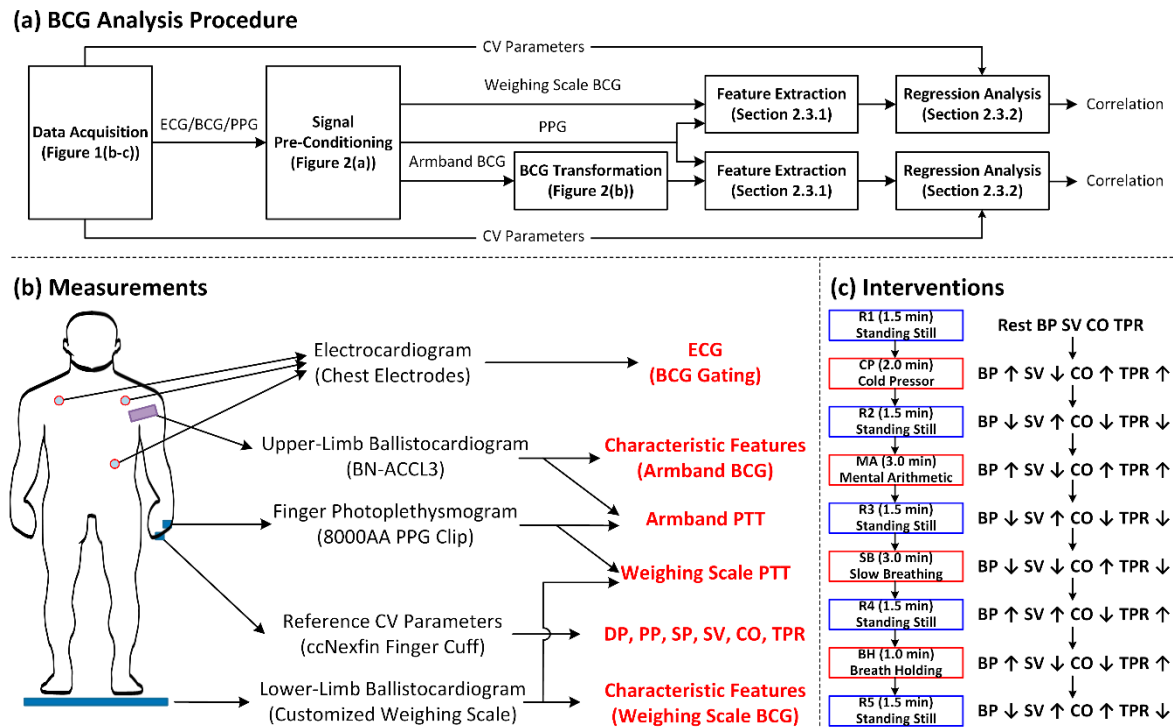 (a) BCG Analysis Procedure
CV Parameters
Weighing Scale BCG
Feature Extraction
(Section 2.3.1)
Regression Analysis
(Section 2.3.2)
Correlation
Data Acquisition
(Figure 1(b-c))
ECG/BCG/PPG
Signal
Pre-Conditioning
(Figure 2(a))
PPG
Armband BCG
BCG Transformation
(Figure 2(b))
Feature Extraction
(Section 2.3.1)
Regression Analysis
(Section 2.3.2)
Correlation
CV Parameters
(b) Measurements
Electrocardiogram
(Chest Electrodes)
ECG
(BCG Gating)
Upper-Limb Ballistocardiogram
(BN-ACCL3)
Characteristic Features
(Armband BCG)
Finger Photoplethysmogram
(8000AA PPG Clip)
Armband PTT
Weighing Scale PTT
Reference CV Parameters
(ccNexfin Finger Cuff)
DP, PP, SP, SV, CO, TPR
Lower-Limb Ballistocardiogram
(Customized Weighing Scale)
Characteristic Features
(Weighing Scale BCG)
(c) Interventions
R1 (1.5 min)
Standing Still
Rest BP SV CO TPR
CP (2.0 min)
Cold Pressor
BP ↑ SV ↓ CO ↑ TPR ↑
R2 (1.5 min)
Standing Still
BP ↓ SV ↑ CO ↓ TPR ↓
MA (3.0 min)
Mental Arithmetic
BP ↑ SV ↓ CO ↑ TPR ↑
R3 (1.5 min)
Standing Still
BP ↓ SV ↑ CO ↓ TPR ↓
SB (3.0 min)
Slow Breathing
BP ↓ SV ↓ CO ↑ TPR ↓
R4 (1.5 min)
Standing Still
BP ↑ SV ↑ CO ↓ TPR ↑
BH (1.0 min)
Breath Holding
BP ↑ SV ↓ CO ↓ TPR ↑
R5 (1.5 min)
Standing Still
BP ↓ SV ↑ CO ↑ TPR ↓